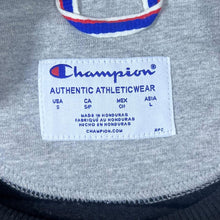 Champion
AUTHENTIC ATHLETICWEAR
USA CA MEX ASIA
S S/P CH L
MADE IN HONDURAS
FABRIQUÉ AU HONDURAS
HECHO EN HONDURAS
CHAMPION.COM